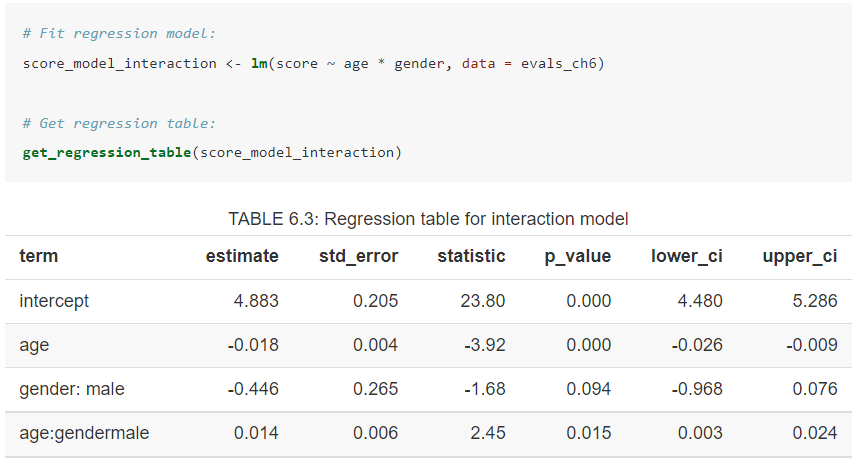 # Fit regression model:
score_model_interaction <- lm(score ~ age * gender, data = evals_ch6)
# Get regression table:
get_regression_table(score_model_interaction)
TABLE 6.3: Regression table for interaction model
term estimate std_error statistic p_value lower_ci upper_ci
intercept 4.883 0.205 23.80 0.000 4.480 5.286
age -0.018 0.004 -3.92 0.000 -0.026 -0.009
gender: male -0.446 0.265 -1.68 0.094 -0.968 0.076
age:gendermale 0.014 0.006 2.45 0.015 0.003 0.024